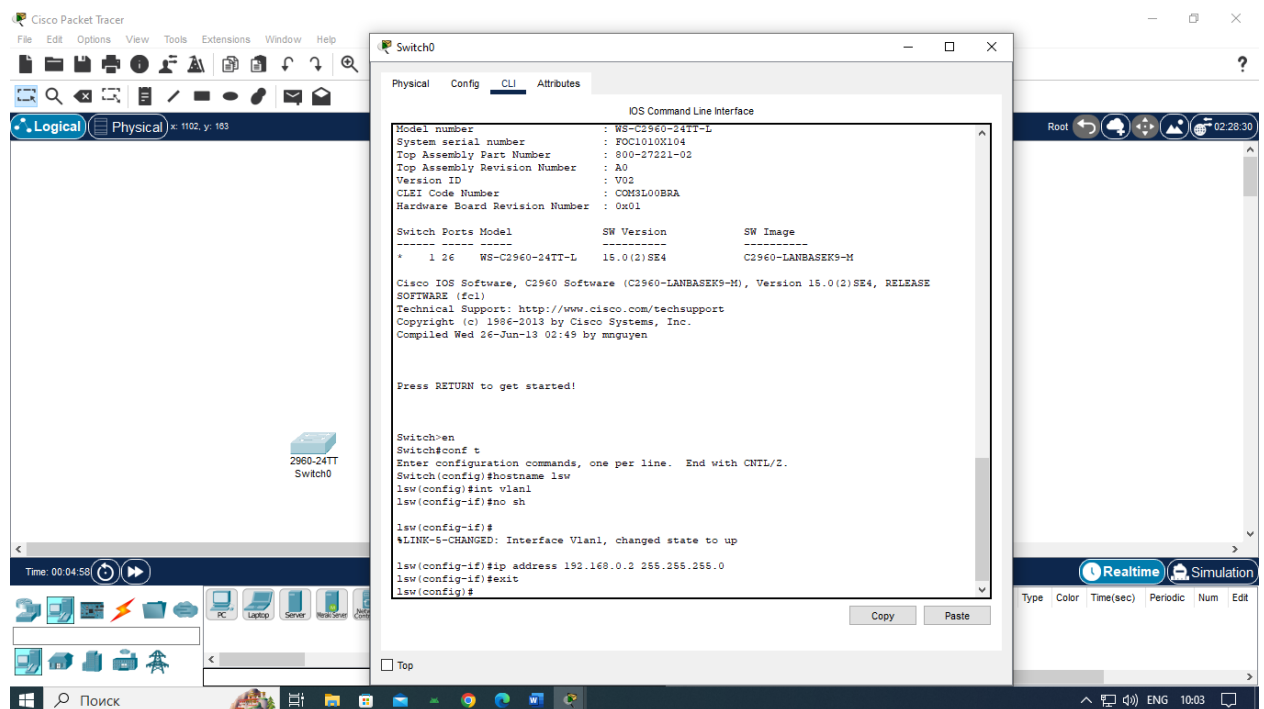 Cisco Packet Tracer
File Edit Options View Tools Extensions Window Help
?
Logical Physical x: 1102, y: 163
Root 02:28:30
2960-24TT
Switch0
Switch0
Physical Config CLI Attributes
IOS Command Line Interface
Model number : WS-C2960-24TT-L
System serial number : FOC1010X104
Top Assembly Part Number : 800-27221-02
Top Assembly Revision Number : A0
Version ID : V02
CLEI Code Number : COM3L00BRA
Hardware Board Revision Number : 0x01
Switch Ports Model SW Version SW Image
------ ----- ----- ---------- ----------
* 1 26 WS-C2960-24TT-L 15.0(2)SE4 C2960-LANBASEK9-M
Cisco IOS Software, C2960 Software (C2960-LANBASEK9-M), Version 15.0(2)SE4, RELEASE
SOFTWARE (fc1)
Technical Support: http://www.cisco.com/techsupport
Copyright (c) 1986-2013 by Cisco Systems, Inc.
Compiled Wed 26-Jun-13 02:49 by mnguyen
Press RETURN to get started!
Switch>en
Switch#conf t
Enter configuration commands, one per line. End with CNTL/Z.
Switch(config)#hostname lsw
lsw(config)#int vlan1
lsw(config-if)#no sh
lsw(config-if)#
%LINK-5-CHANGED: Interface Vlan1, changed state to up
lsw(config-if)#ip address 192.168.0.2 255.255.255.0
lsw(config-if)#exit
lsw(config)#
Copy Paste
Top
Time: 00:04:58
Realtime Simulation
PC Laptop Server
Type Color Time(sec) Periodic Num Edit
Поиск
ENG 10:03